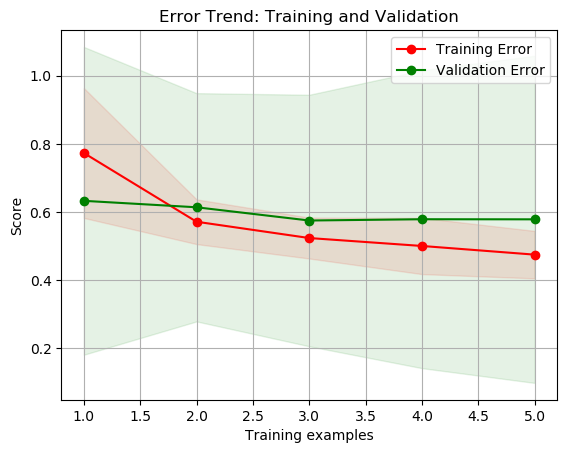 Error Trend: Training and Validation
Training Error
Validation Error
Score
1.0
0.8
0.6
0.4
0.2
1.0 1.5 2.0 2.5 3.0 3.5 4.0 4.5 5.0
Training examples